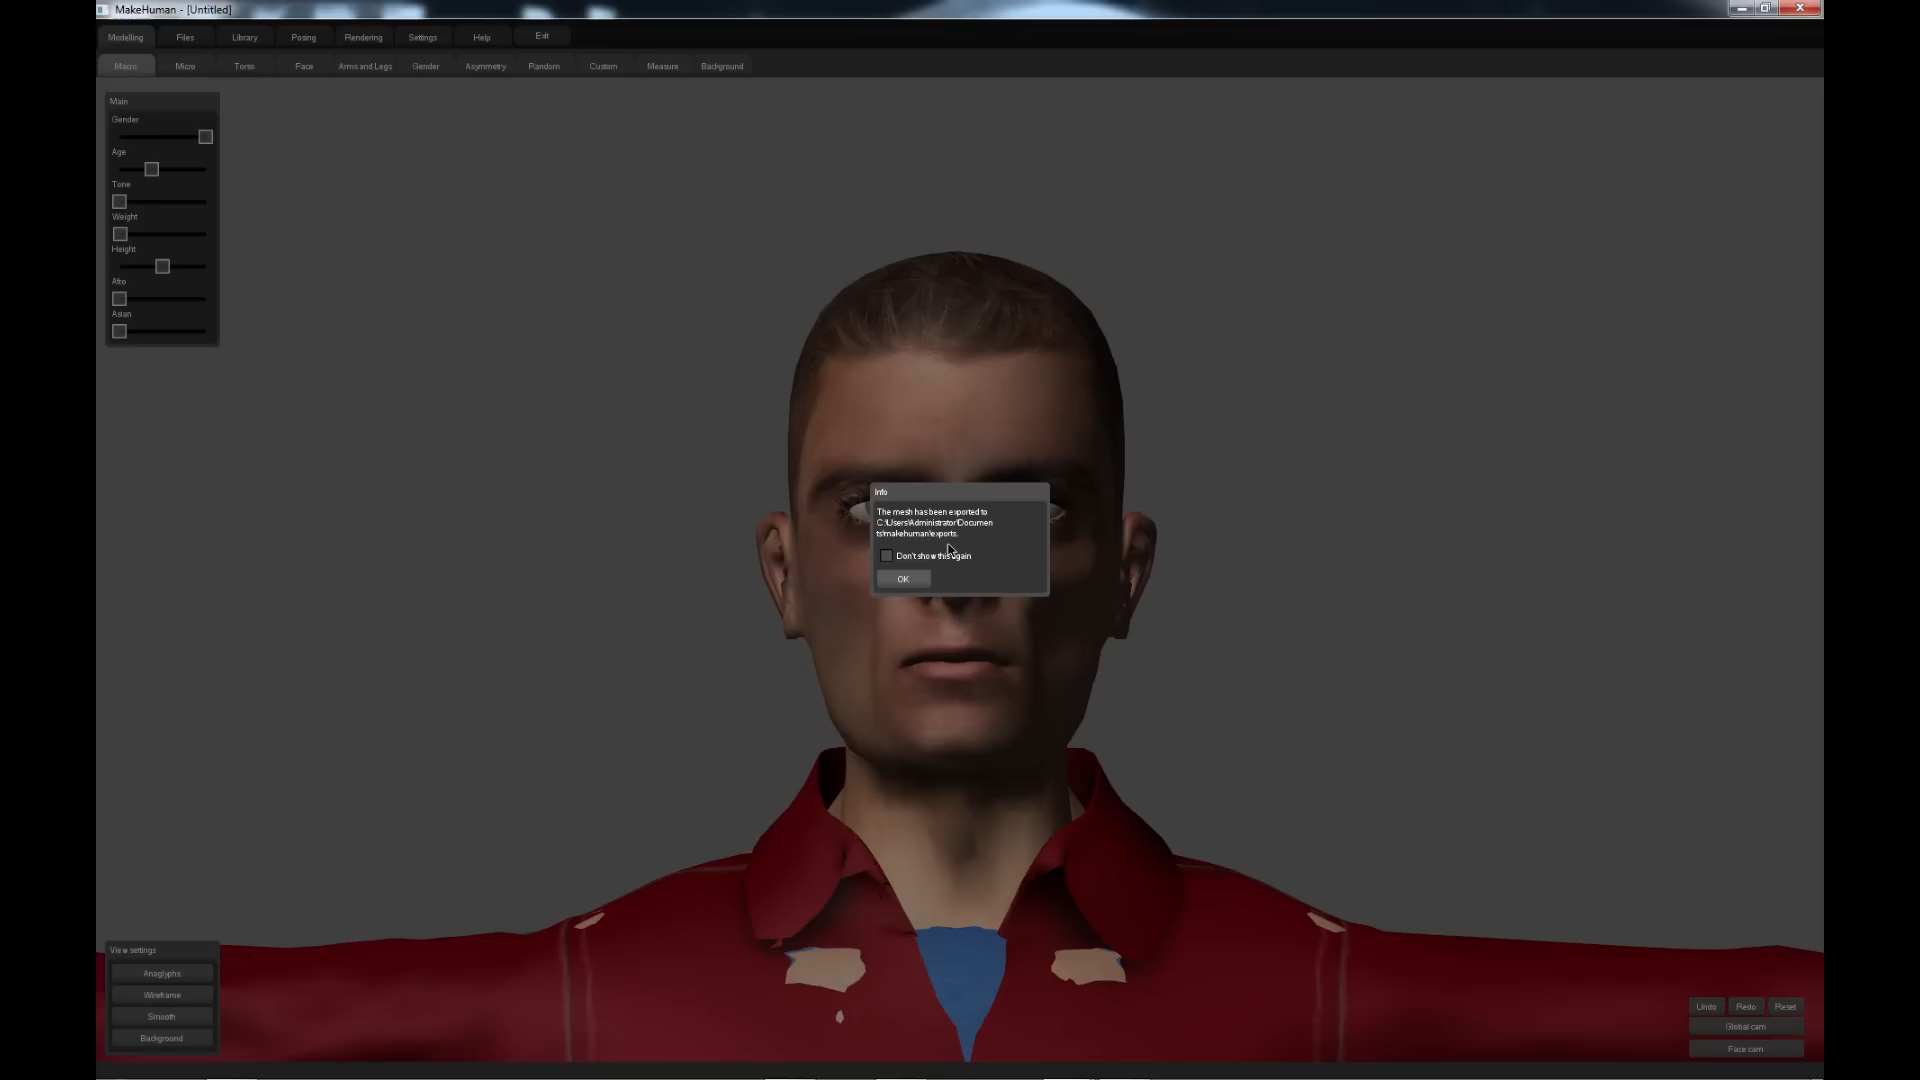 MakeHuman - [Untitled]
Modelling Files Library Posing Rendering Settings Help Exit
Macro Micro Torso Face Arms and Legs Gender Asymmetry Random Custom Measure Background
Main
Gender
Age
Tone
Weight
Height
Afro
Asian
Info
The mesh has been exported to
C:\Users\Administrator\Documen
ts\makehuman\exports.
Don't show this again
OK
View settings
Anaglyphs
Wireframe
Smooth
Background
Undo Redo Reset
Global cam
Face cam